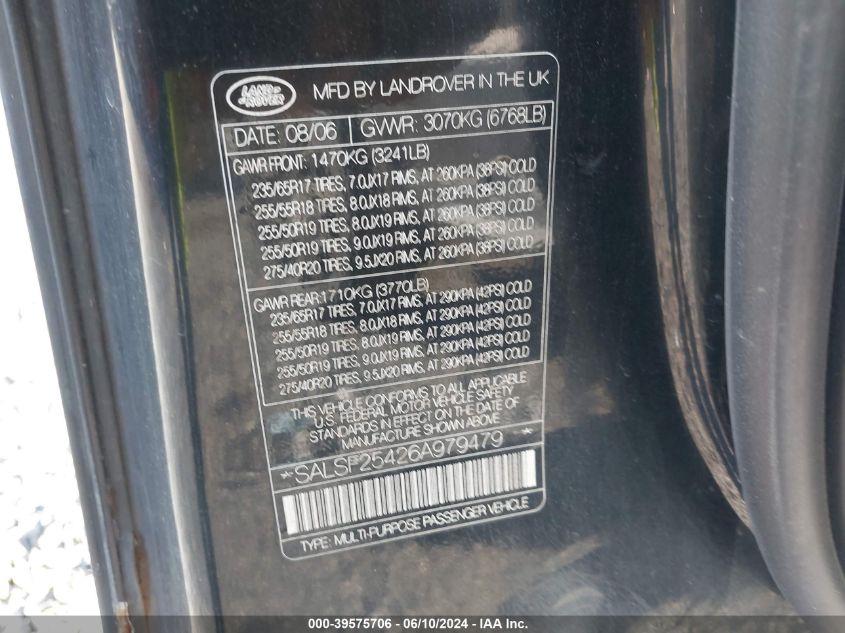 LAND
ROVER
MFD BY LANDROVER IN THE UK
DATE: 08/06 GVWR: 3070KG (6768LB)
GAWR FRONT: 1470KG (3241LB)
235/65R17 TIRES, 7.0JX17 RIMS, AT 260KPA (38PSI) COLD
255/55R18 TIRES, 8.0JX18 RIMS, AT 260KPA (38PSI) COLD
255/50R19 TIRES, 8.0JX19 RIMS, AT 260KPA (38PSI) COLD
255/50R19 TIRES, 9.0JX19 RIMS, AT 260KPA (38PSI) COLD
275/40R20 TIRES, 9.5JX20 RIMS, AT 260KPA (38PSI) COLD
GAWR REAR: 1710KG (3770LB)
235/65R17 TIRES, 7.0JX17 RIMS, AT 290KPA (42PSI) COLD
255/55R18 TIRES, 8.0JX18 RIMS, AT 290KPA (42PSI) COLD
255/50R19 TIRES, 8.0JX19 RIMS, AT 290KPA (42PSI) COLD
255/50R19 TIRES, 9.0JX19 RIMS, AT 290KPA (42PSI) COLD
275/40R20 TIRES, 9.5JX20 RIMS, AT 290KPA (42PSI) COLD
THIS VEHICLE CONFORMS TO ALL APPLICABLE
U.S. FEDERAL MOTOR VEHICLE SAFETY
STANDARDS IN EFFECT ON THE DATE OF
MANUFACTURE SHOWN ABOVE
*SALSF25426A979479*
TYPE: MULTI-PURPOSE PASSENGER VEHICLE
000-39575706 - 06/10/2024 - IAA, Inc.